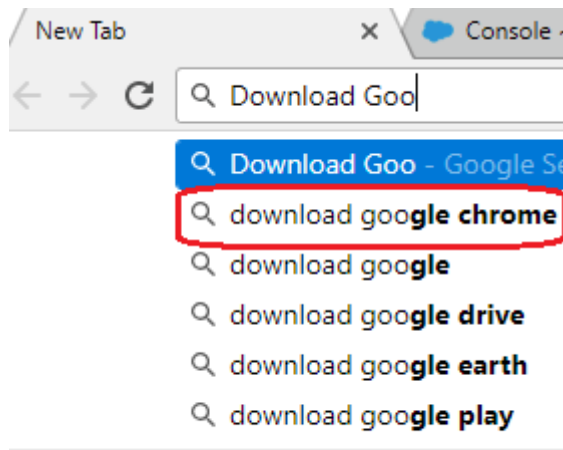 New Tab
Console
Download Goo
Download Goo - Google Se
download google chrome
download google
download google drive
download google earth
download google play